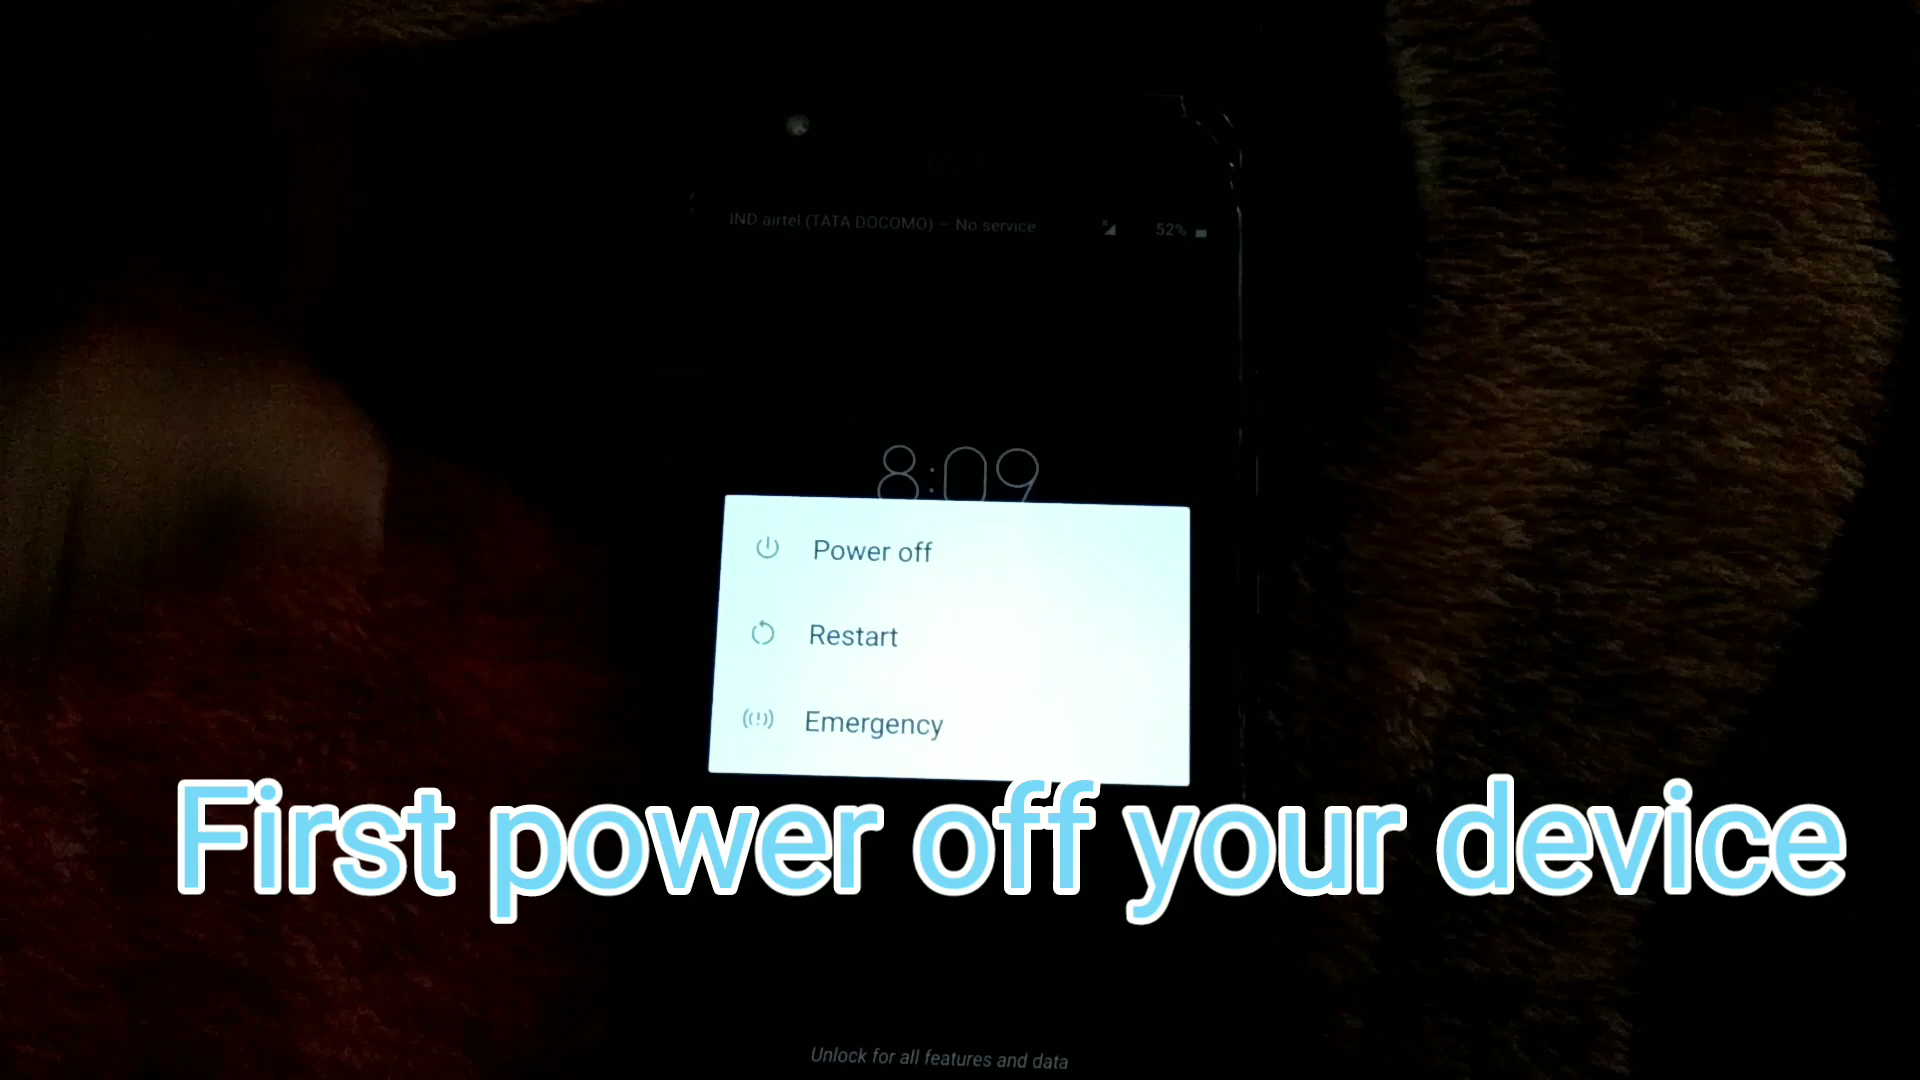 IND airtel (TATA DOCOMO) – No service 52%
8:09
Power off
Restart
Emergency
First power off your device
Unlock for all features and data